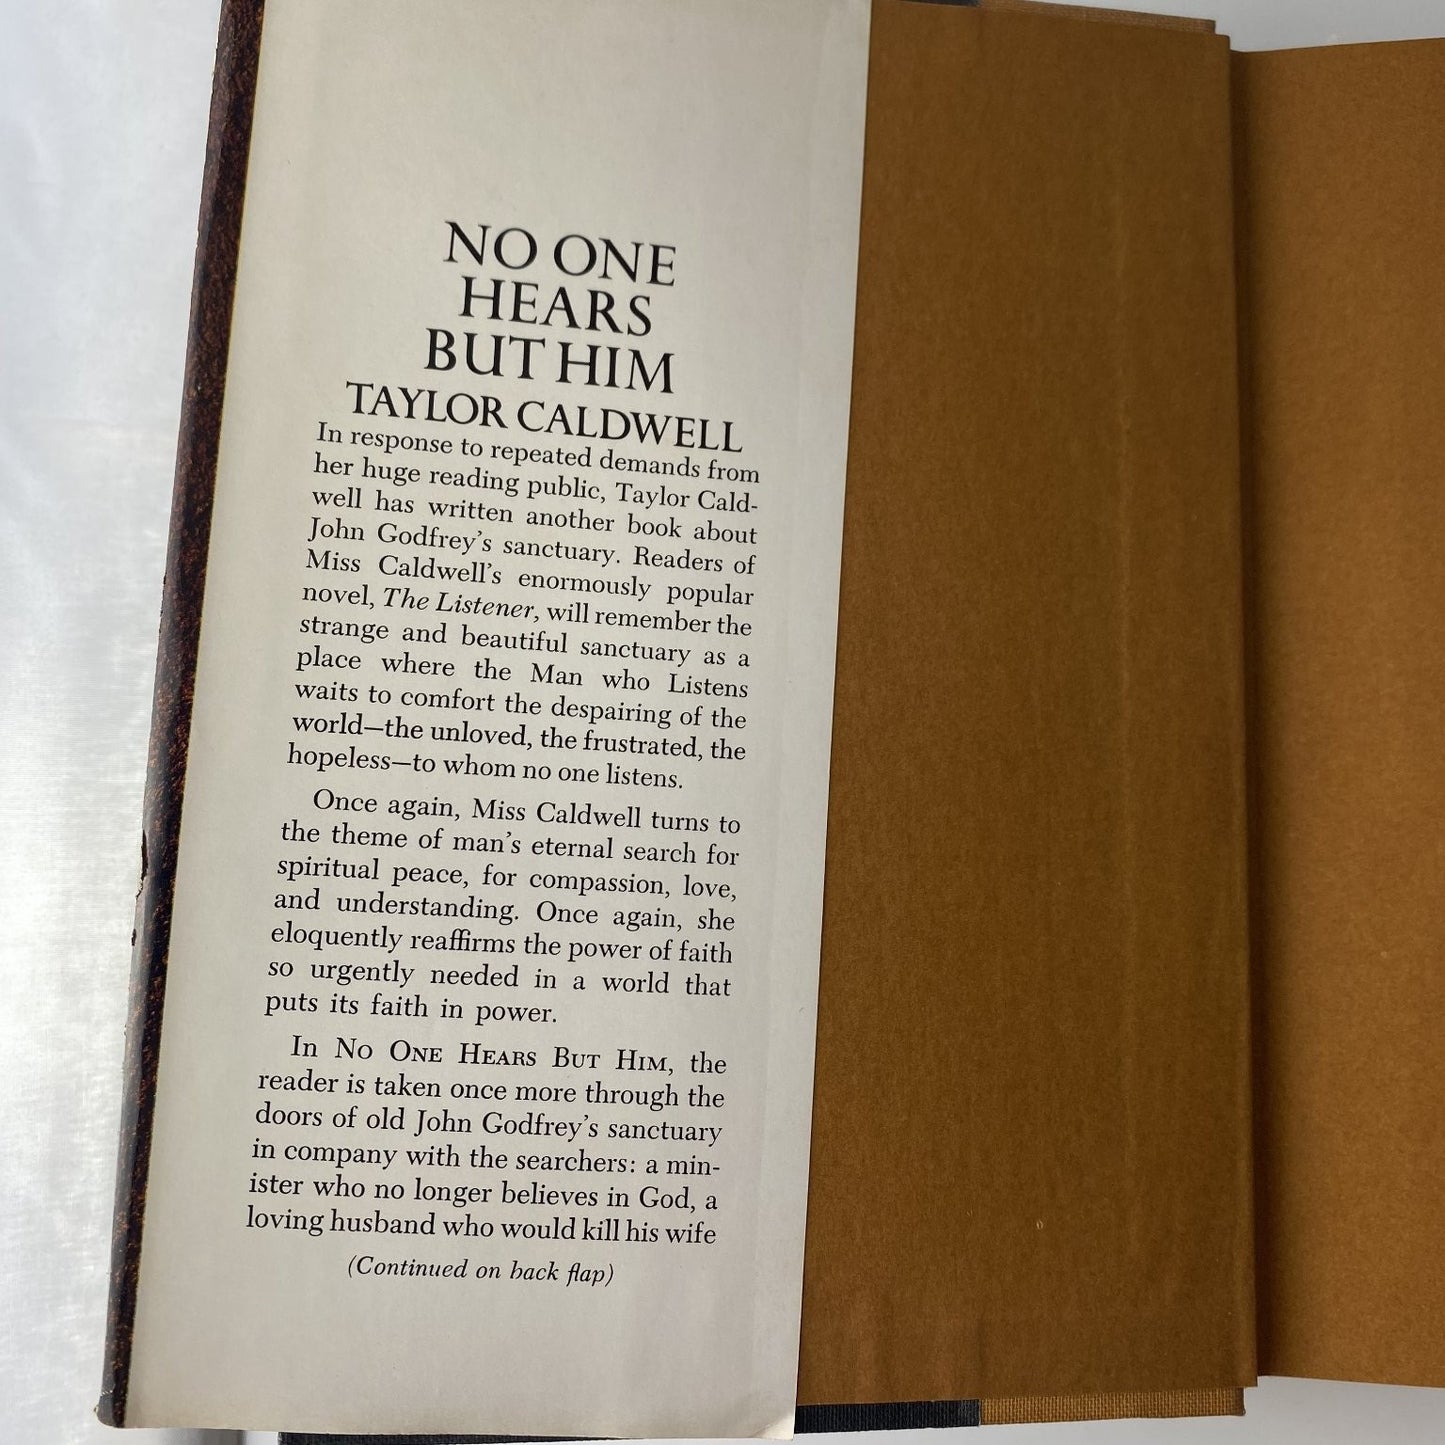 NO ONE
HEARS
BUT HIM
TAYLOR CALDWELL
In response to repeated demands from
her huge reading public, Taylor Cald-
well has written another book about
John Godfrey's sanctuary. Readers of
Miss Caldwell's enormously popular
novel, The Listener, will remember the
strange and beautiful sanctuary as a
place where the Man who Listens
waits to comfort the despairing of the
world—the unloved, the frustrated, the
hopeless—to whom no one listens.
Once again, Miss Caldwell turns to
the theme of man's eternal search for
spiritual peace, for compassion, love,
and understanding. Once again, she
eloquently reaffirms the power of faith
so urgently needed in a world that
puts its faith in power.
In No One Hears But Him, the
reader is taken once more through the
doors of old John Godfrey's sanctuary
in company with the searchers: a min-
ister who no longer believes in God, a
loving husband who would kill his wife
(Continued on back flap)